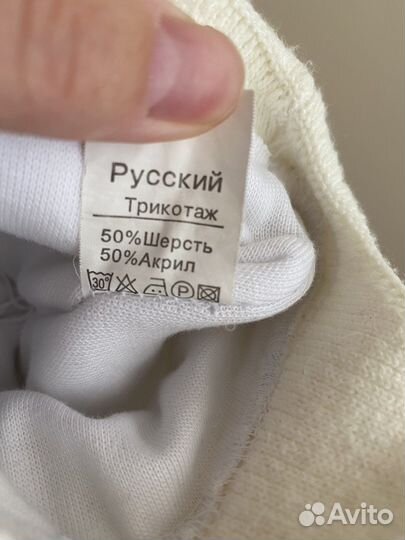 Русский
Трикотаж
50%Шерсть
50%Акрил
30° P
Avito